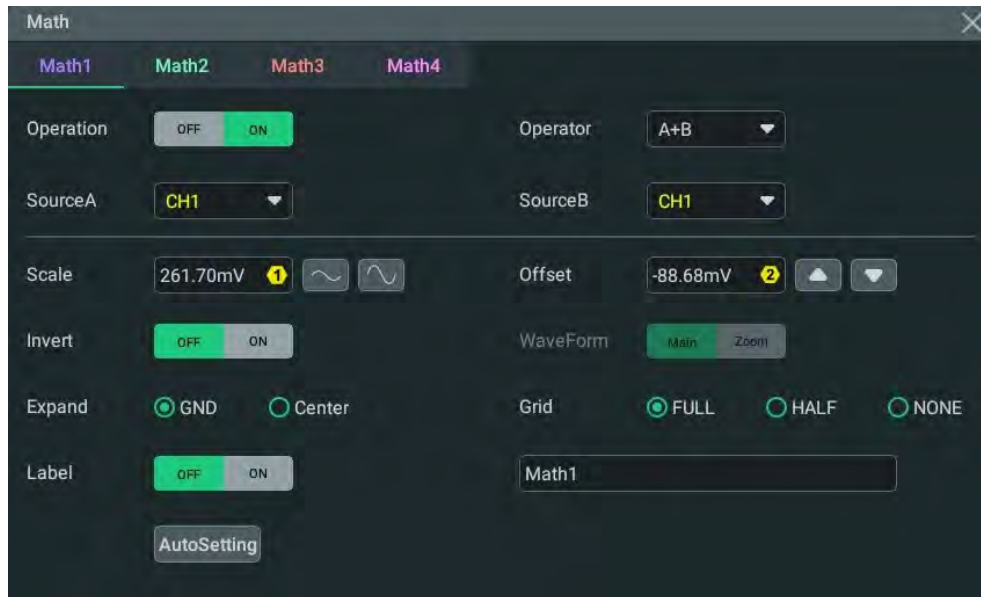 Math
Math1 Math2 Math3 Math4
Operation OFF ON Operator A+B
SourceA CH1 SourceB CH1
Scale 261.70mV 1 Offset -88.68mV 2
Invert OFF ON WaveForm Main Zoom
Expand GND Center Grid FULL HALF NONE
Label OFF ON Math1
AutoSetting